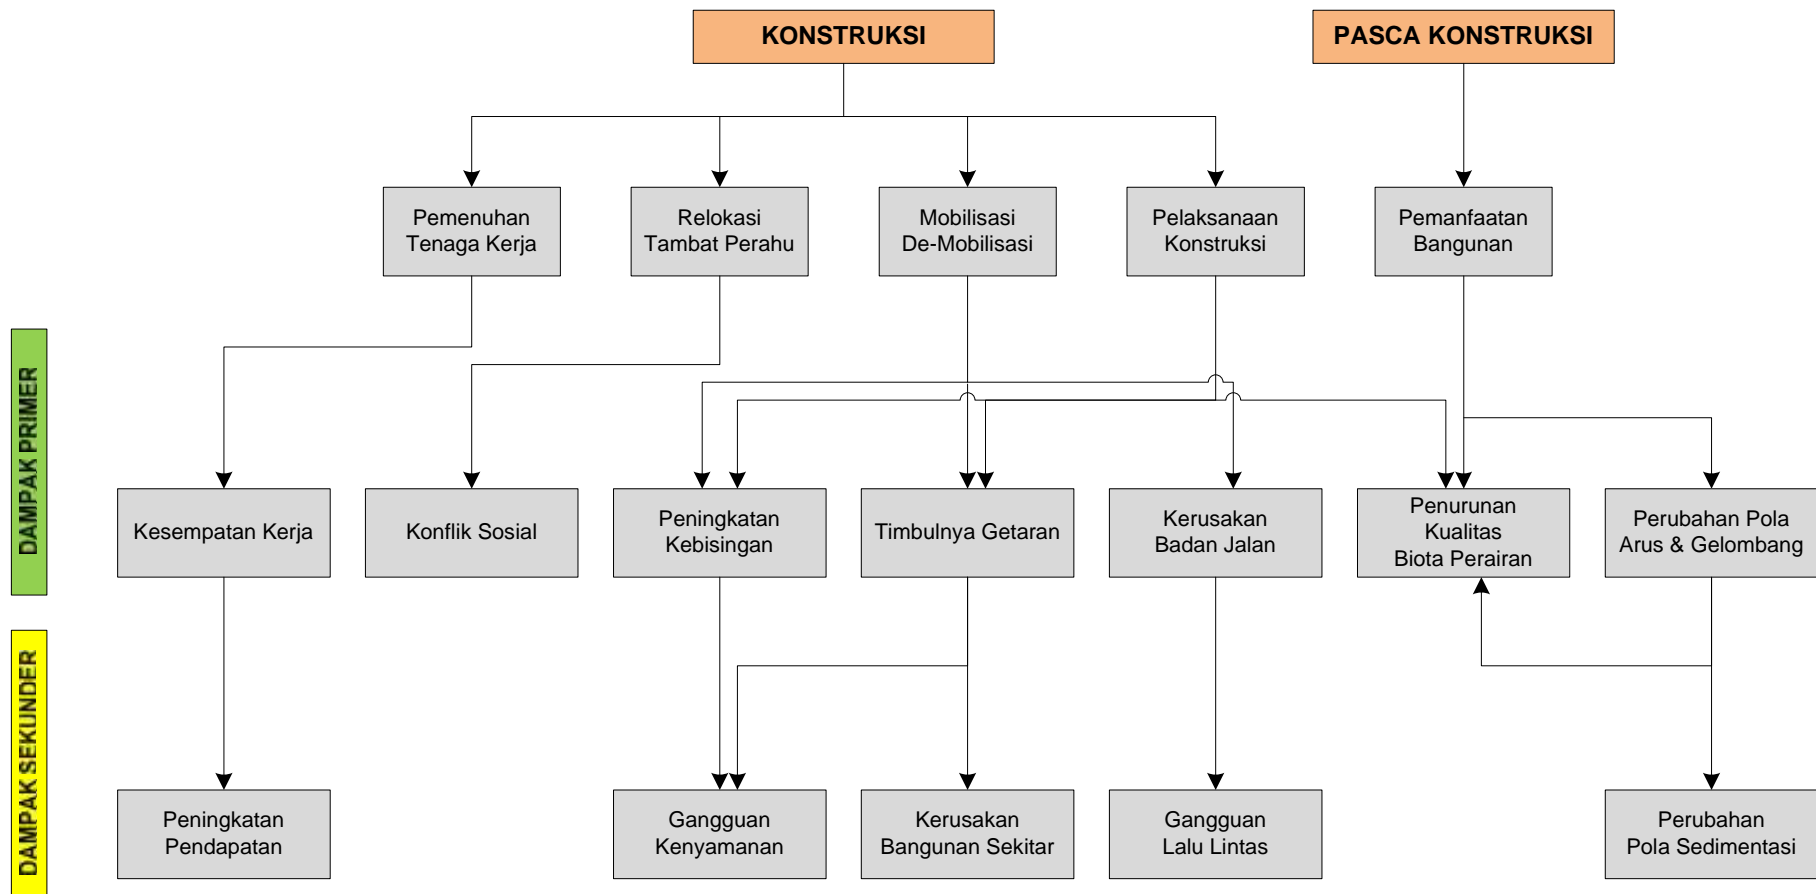 KONSTRUKSI
PASCA KONSTRUKSI
Pemenuhan
Tenaga Kerja
Relokasi
Tambat Perahu
Mobilisasi
De-Mobilisasi
Pelaksanaan
Konstruksi
Pemanfaatan
Bangunan
DAMPAK PRIMER
Kesempatan Kerja
Konflik Sosial
Peningkatan
Kebisingan
Timbulnya Getaran
Kerusakan
Badan Jalan
Penurunan
Kualitas
Biota Perairan
Perubahan Pola
Arus & Gelombang
DAMPAK SEKUNDER
Peningkatan
Pendapatan
Gangguan
Kenyamanan
Kerusakan
Bangunan Sekitar
Gangguan
Lalu Lintas
Perubahan
Pola Sedimentasi